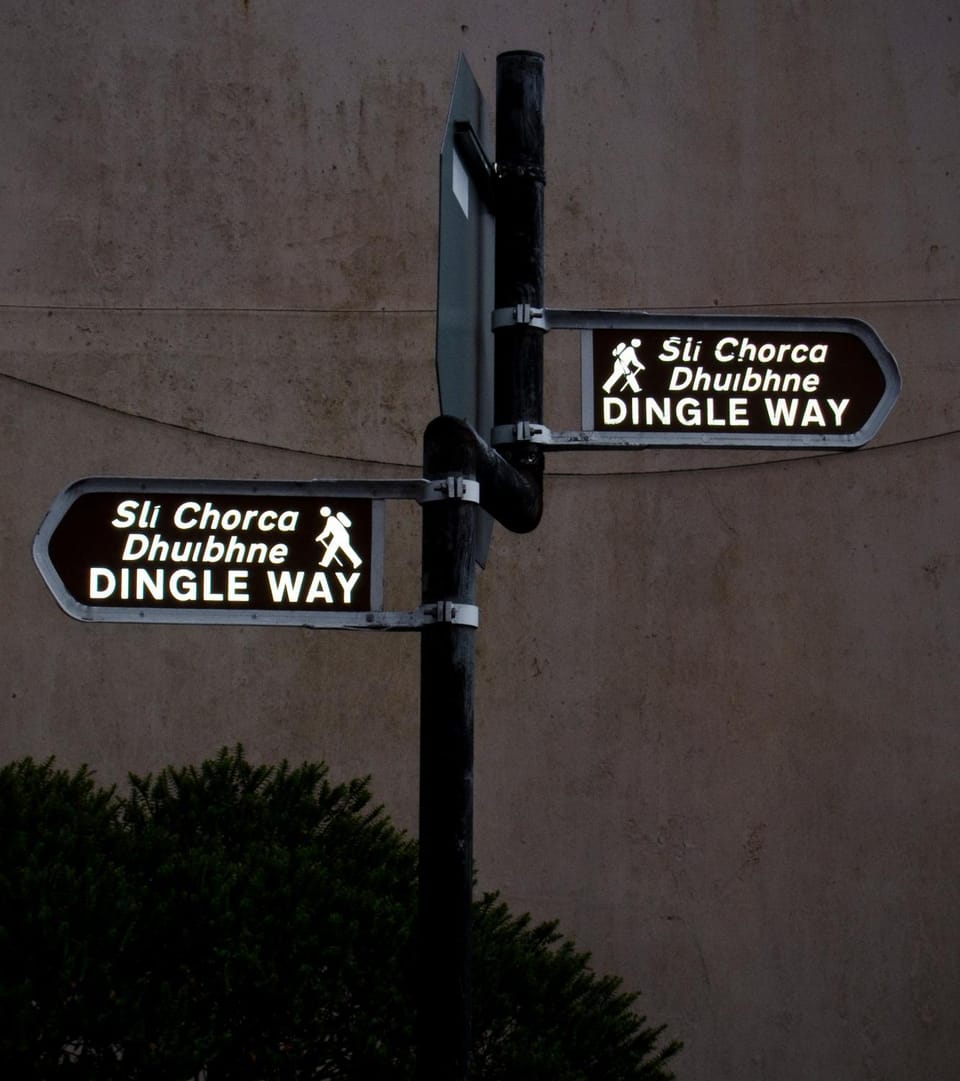 Slí Chorca
Dhuıbhne
DINGLE WAY
Slí Chorca
Dhuıbhne
DINGLE WAY